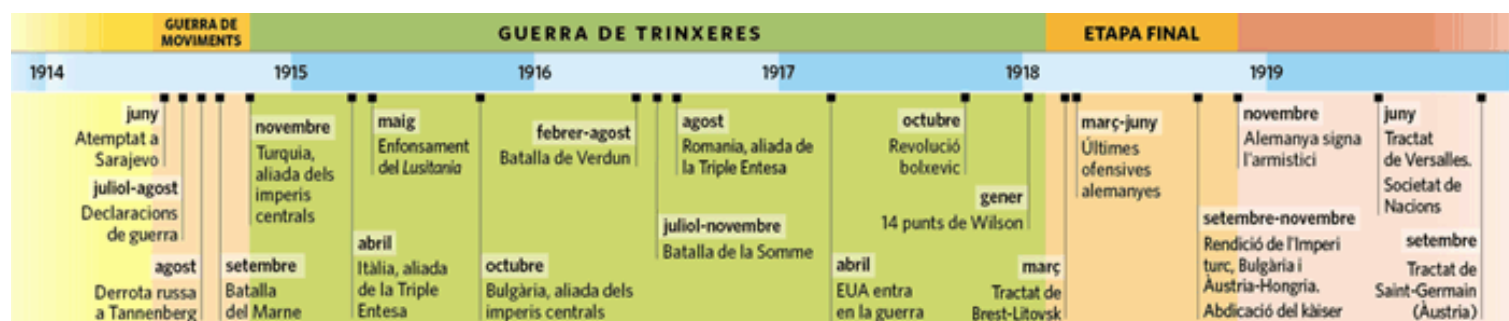 GUERRA DE
MOVIMENTS
GUERRA DE TRINXERES
ETAPA FINAL
1914
1915
1916
1917
1918
1919
juny
Atemptat a
Sarajevo
juliol-agost
Declaracions
de guerra
agost
Derrota russa
a Tannenberg
setembre
Batalla
del Marne
novembre
Turquia,
aliada dels
imperis
centrals
abril
Itàlia, aliada
de la Triple
Entesa
maig
Enfonsament
del Lusitania
octubre
Bulgària, aliada dels
imperis centrals
febrer-agost
Batalla de Verdun
juliol-novembre
Batalla de la Somme
agost
Romania, aliada de
la Triple Entesa
abril
EUA entra
en la guerra
octubre
Revolució
bolxevic
gener
14 punts de Wilson
març
Tractat de
Brest-Litovsk
març-juny
Últimes
ofensives
alemanyes
setembre-novembre
Rendició de l'Imperi
turc, Bulgària i
Àustria-Hongria.
Abdicació del kàiser
novembre
Alemanya signa
l'armistici
juny
Tractat
de Versalles.
Societat de
Nacions
setembre
Tractat de
Saint-Germain
(Àustria)